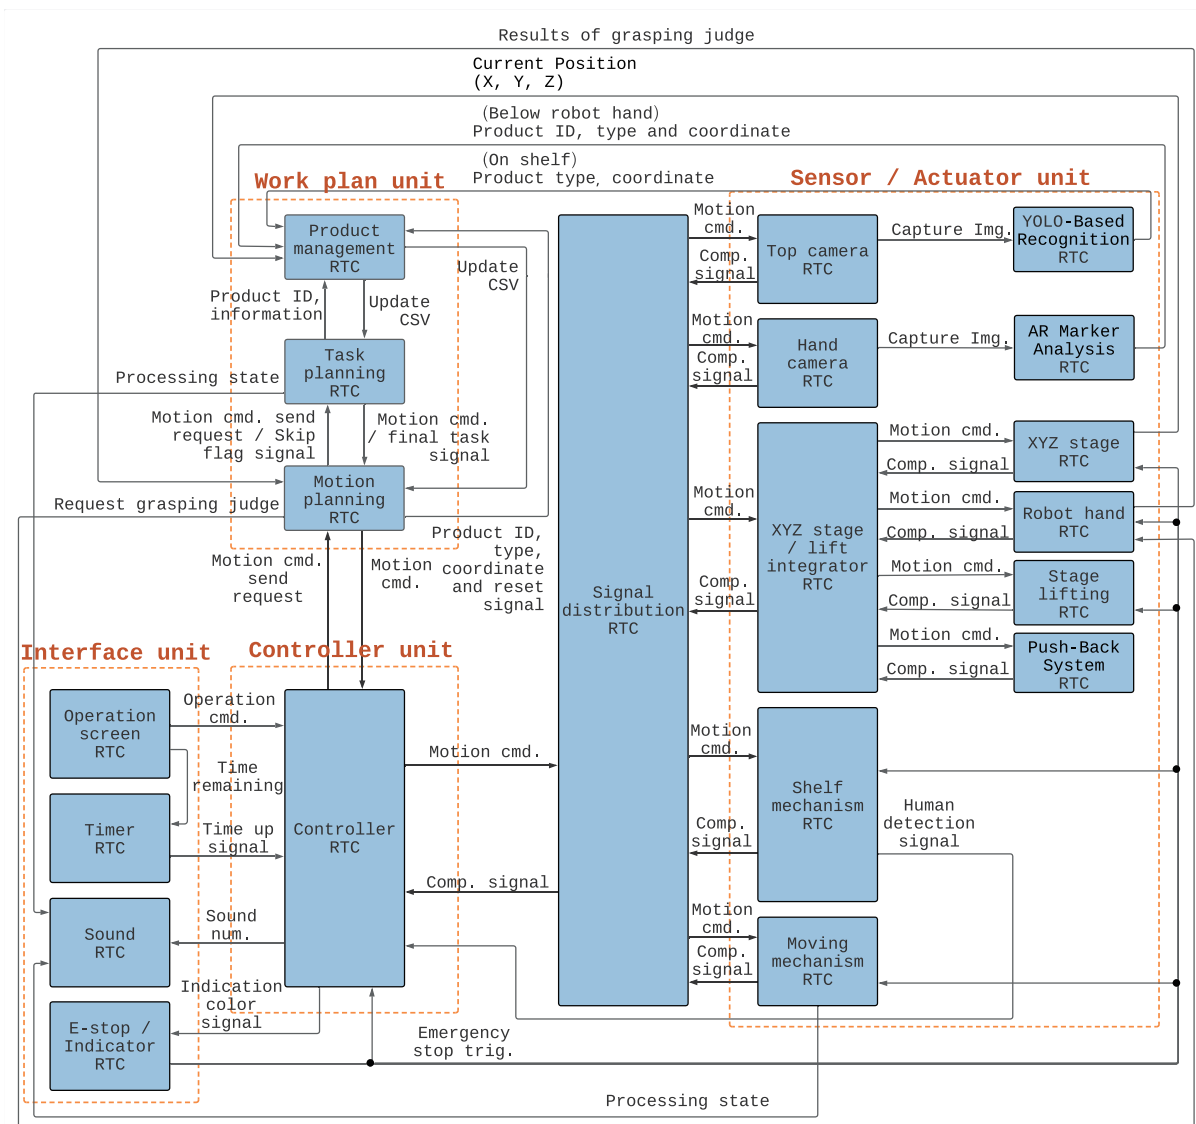 Results of grasping judge
Current Position
(X, Y, Z)
(Below robot hand)
Product ID, type and coordinate
(On shelf)
Product type, coordinate
Work plan unit
Sensor / Actuator unit
Product
management
RTC
Update
CSV
Product ID,
information
Update
CSV
Task
planning
RTC
Processing state
Motion cmd. send
request / Skip
flag signal
Motion cmd.
/ final task
signal
Motion
planning
RTC
Request grasping judge
Motion cmd.
send
request
Motion
cmd.
Product ID,
type,
coordinate
and reset
signal
Signal
distribution
RTC
Motion
cmd.
Comp.
signal
Top camera
RTC
Capture Img.
YOLO-Based
Recognition
RTC
Motion
cmd.
Comp.
signal
Hand
camera
RTC
Capture Img.
AR Marker
Analysis
RTC
Motion
cmd.
Comp.
signal
XYZ stage
/ lift
integrator
RTC
Motion cmd.
Comp. signal
XYZ stage
RTC
Motion cmd.
Comp. signal
Robot hand
RTC
Motion cmd.
Comp. signal
Stage
lifting
RTC
Motion cmd.
Comp. signal
Push-Back
System
RTC
Motion
cmd.
Comp.
signal
Shelf
mechanism
RTC
Human
detection
signal
Motion
cmd.
Comp.
signal
Moving
mechanism
RTC
Interface unit
Controller unit
Operation
screen
RTC
Operation
cmd.
Time
remaining
Timer
RTC
Time up
signal
Controller
RTC
Motion cmd.
Comp. signal
Sound
RTC
Sound
num.
Indication
color
signal
E-stop /
Indicator
RTC
Emergency
stop trig.
Processing state